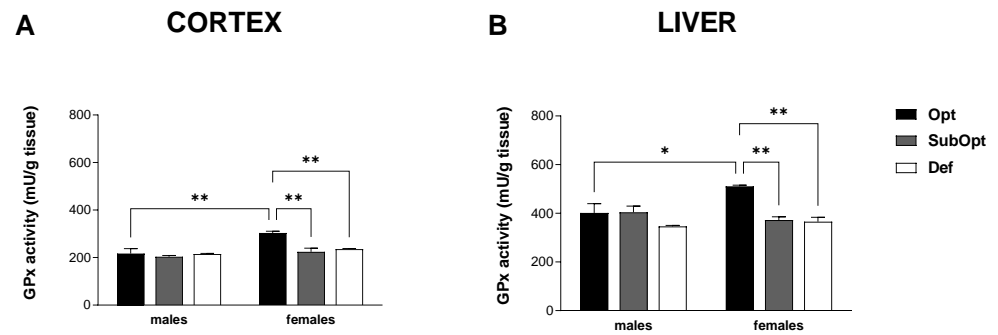 A
CORTEX
GPx activity (mU/g tissue)
800
600
400
200
0
**
**
**
males
females
B
LIVER
GPx activity (mU/g tissue)
800
600
400
200
0
*
**
**
males
females
Opt
SubOpt
Def